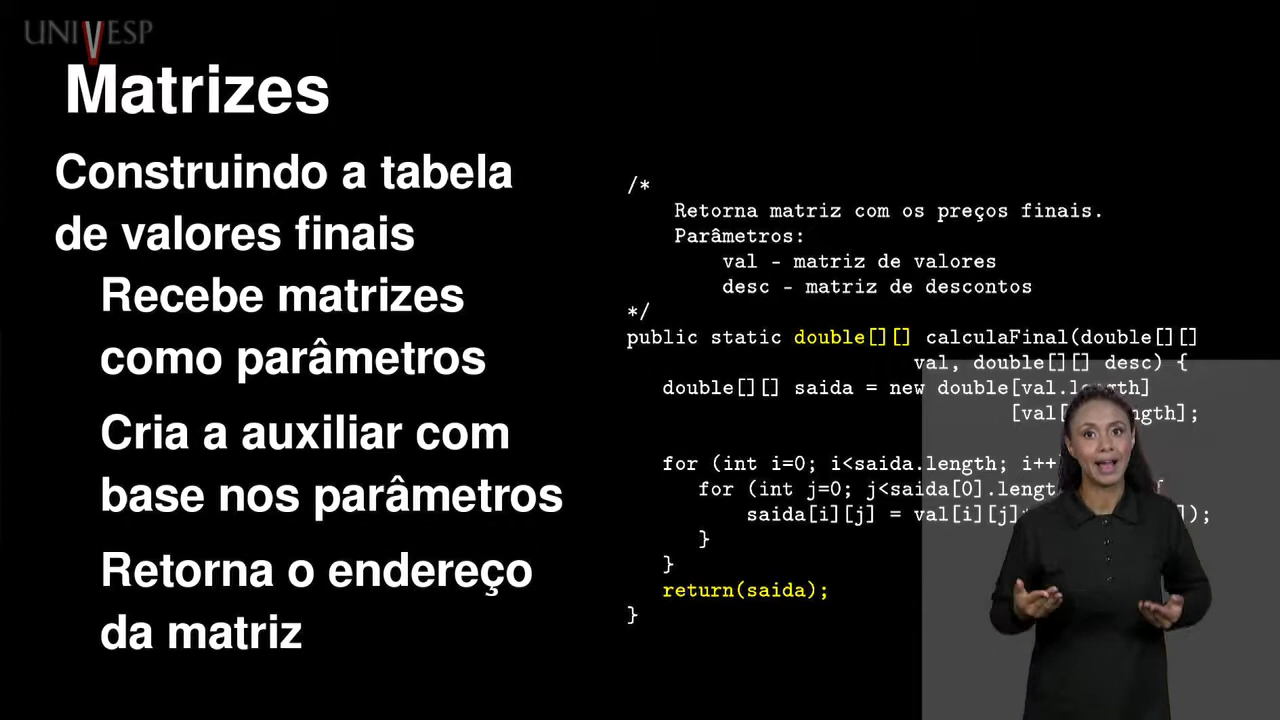 UNIVESP
Matrizes
Construindo a tabela
de valores finais
Recebe matrizes
como parâmetros
Cria a auxiliar com
base nos parâmetros
Retorna o endereço
da matriz
/*
Retorna matriz com os preços finais.
Parâmetros:
val - matriz de valores
desc - matriz de descontos
*/
public static double[][] calculaFinal(double[][]
val, double[][] desc) {
double[][] saida = new double[val.length]
[val[
for (int i=0; i<saida.length; i++
for (int j=0; j<saida[0].lengt
saida[i][j] = val[i][j]
}
}
return(saida);
}